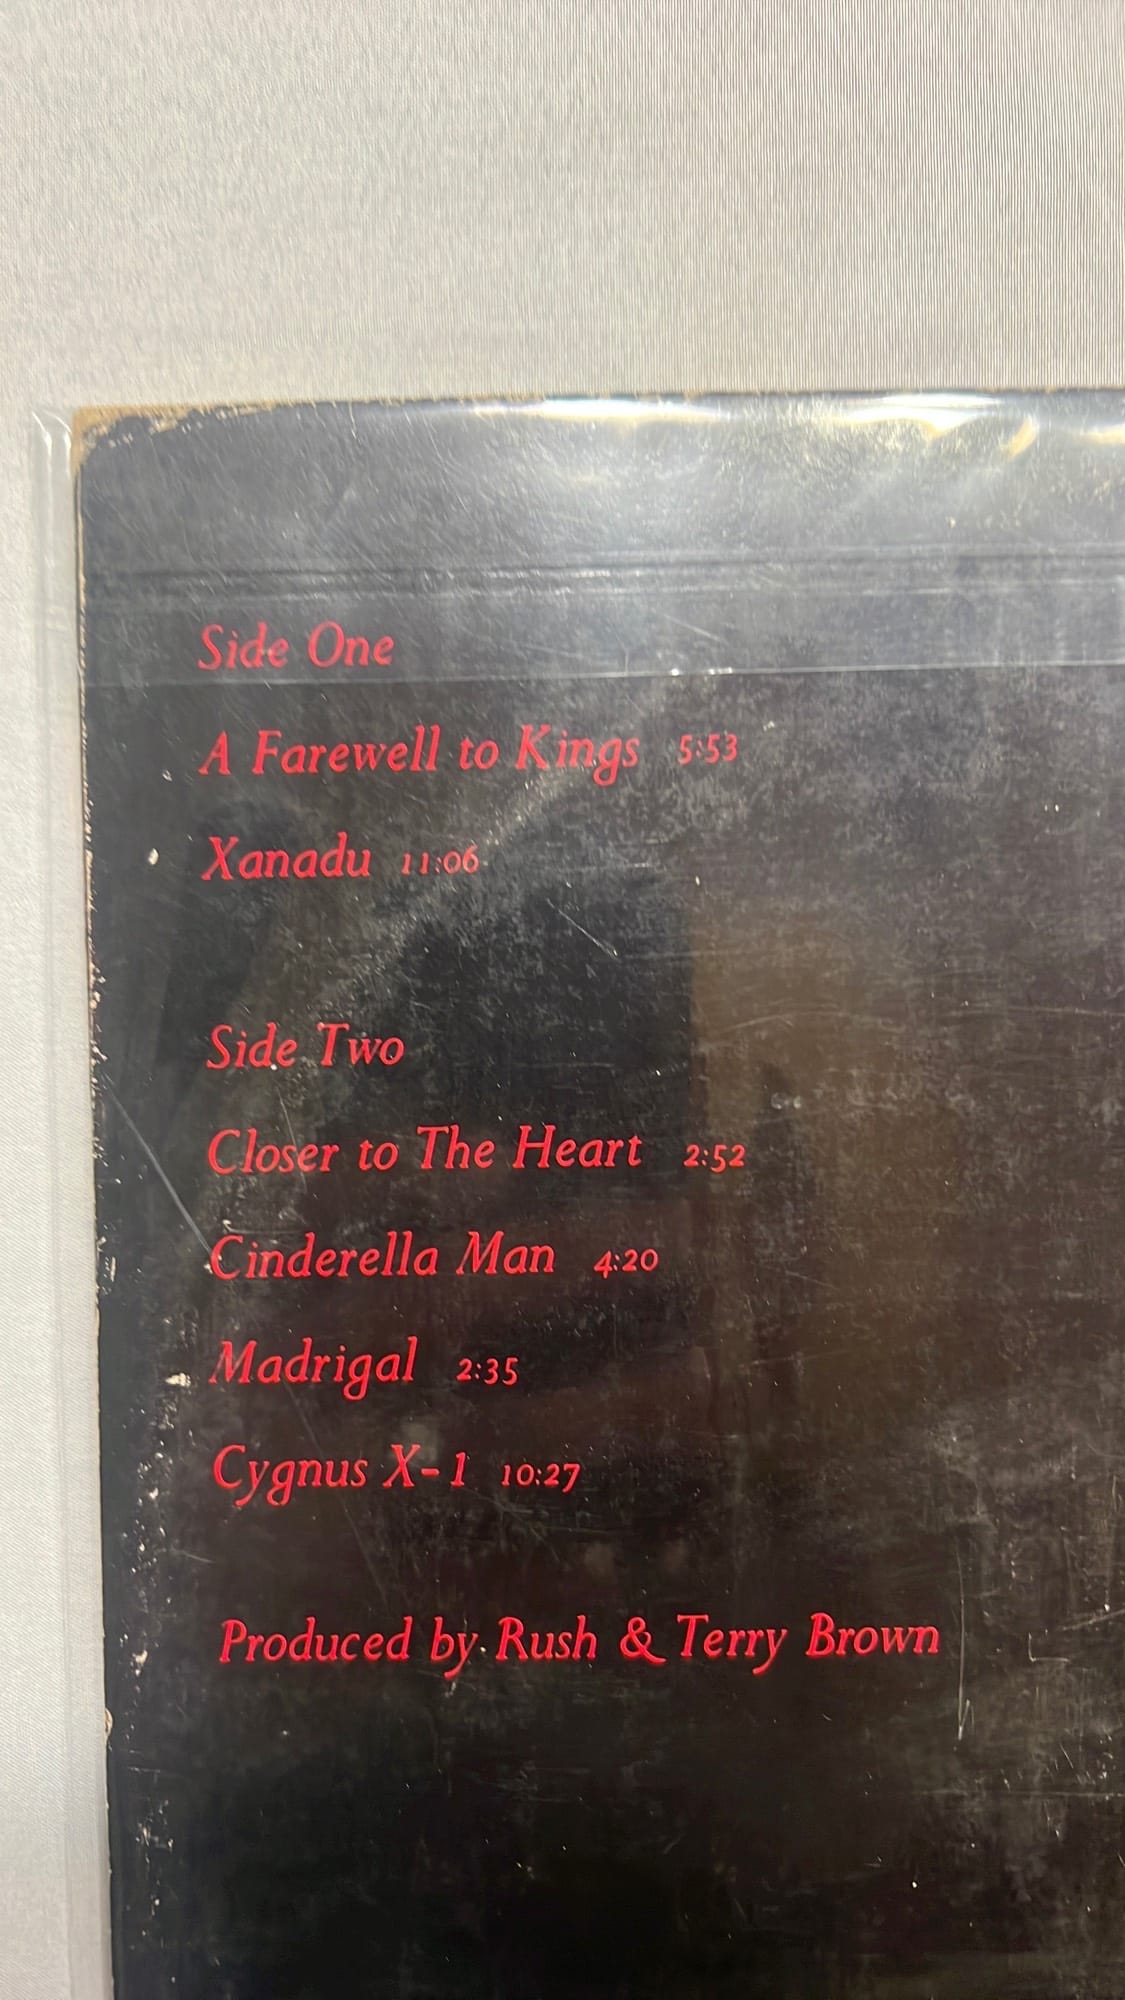 Side One
A Farewell to Kings 5:53
Xanadu 11:06
Side Two
Closer to The Heart 2:52
Cinderella Man 4:20
Madrigal 2:35
Cygnus X-1 10:27
Produced by Rush & Terry Brown